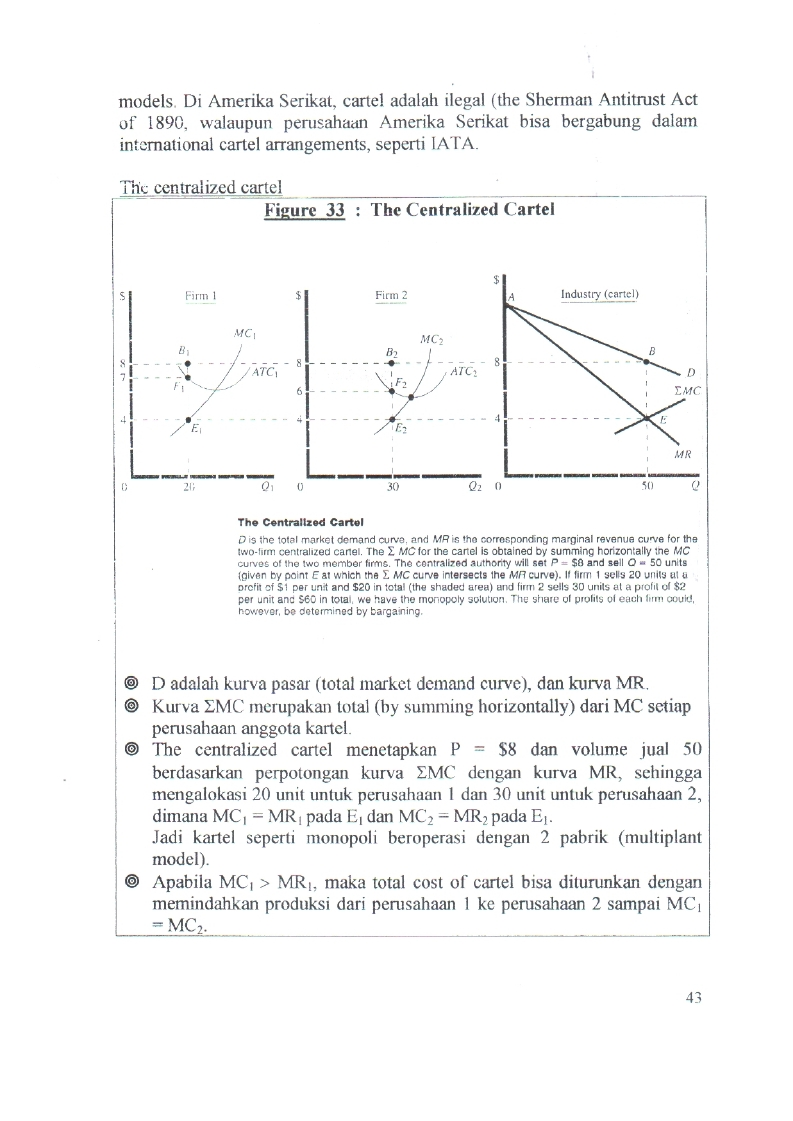 models. Di Amerika Serikat, cartel adalah ilegal (the Sherman Antitrust Act
of 1890, walaupun perusahaan Amerika Serikat bisa bergabung dalam
international cartel arrangements, seperti IATA.
The centralized cartel
Figure 33 : The Centralized Cartel
$ Firm 1
MC1
B1
8
7
ATC1
F1
4
E1
0 20 Q1
$ Firm 2
MC2
B2
8
ATC2
F2
6
4
E2
0 30 Q2
$
A Industry (cartel)
B
8
D
ΣMC
4
E
MR
0 50 Q
The Centralized Cartel
D is the total market demand curve, and MR is the corresponding marginal revenue curve for the
two-firm centralized cartel. The Σ MC for the cartel is obtained by summing horizontally the MC
curves of the two member firms. The centralized authority will set P = $8 and sell Q = 50 units
(given by point E at which the Σ MC curve intersects the MR curve). If firm 1 sells 20 units at a
profit of $1 per unit and $20 in total (the shaded area) and firm 2 sells 30 units at a profit of $2
per unit and $60 in total, we have the monopoly solution. The share of profits of each firm could,
however, be determined by bargaining.
◎ D adalah kurva pasar (total market demand curve), dan kurva MR.
◎ Kurva ΣMC merupakan total (by summing horizontally) dari MC setiap
perusahaan anggota kartel.
◎ The centralized cartel menetapkan P = $8 dan volume jual 50
berdasarkan perpotongan kurva ΣMC dengan kurva MR, sehingga
mengalokasi 20 unit untuk perusahaan 1 dan 30 unit untuk perusahaan 2,
dimana MC1 = MR1 pada E1 dan MC2 = MR2 pada E1.
Jadi kartel seperti monopoli beroperasi dengan 2 pabrik (multiplant
model).
◎ Apabila MC1 > MR1, maka total cost of cartel bisa diturunkan dengan
memindahkan produksi dari perusahaan 1 ke perusahaan 2 sampai MC1
= MC2.
43